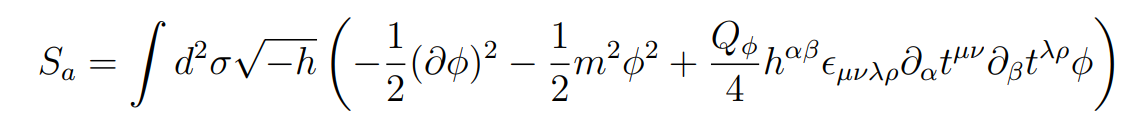 $S_a = \int d^2\sigma \sqrt{-h} \left( -\frac{1}{2}(\partial\phi)^2 - \frac{1}{2}m^2\phi^2 + \frac{Q_\phi}{4} h^{\alpha\beta} \epsilon_{\mu\nu\lambda\rho} \partial_\alpha t^{\mu\nu} \partial_\beta t^{\lambda\rho} \phi \right)$